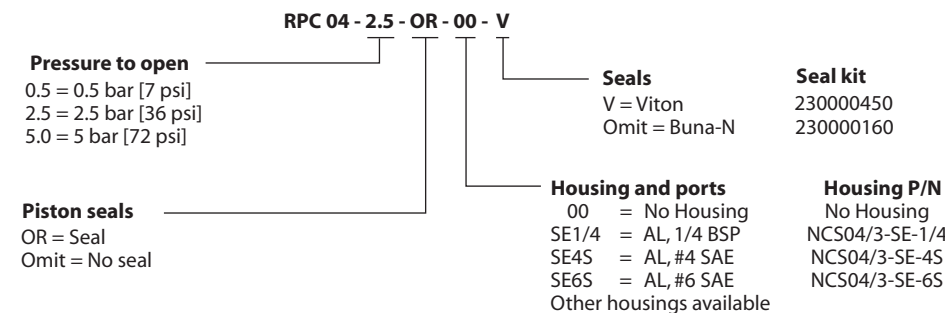 RPC 04 - 2.5 - OR - 00 - V
Pressure to open
0.5 = 0.5 bar [7 psi]
2.5 = 2.5 bar [36 psi]
5.0 = 5 bar [72 psi]
Seals Seal kit
V = Viton 230000450
Omit = Buna-N 230000160
Piston seals
OR = Seal
Omit = No seal
Housing and ports Housing P/N
00 = No Housing No Housing
SE1/4 = AL, 1/4 BSP NCS04/3-SE-1/4
SE4S = AL, #4 SAE NCS04/3-SE-4S
SE6S = AL, #6 SAE NCS04/3-SE-6S
Other housings available